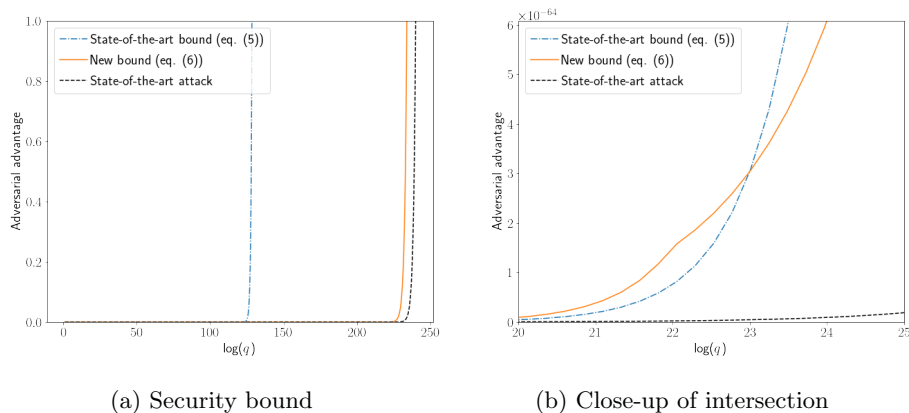 1.0
0.8
0.6
0.4
0.2
0.0
Adversarial advantage
State-of-the-art bound (eq. (5))
New bound (eq. (6))
State-of-the-art attack
0 50 100 150 200 250
log(q)
(a) Security bound
×10⁻⁶⁴
6
5
4
3
2
1
0
Adversarial advantage
State-of-the-art bound (eq. (5))
New bound (eq. (6))
State-of-the-art attack
20 21 22 23 24 25
log(q)
(b) Close-up of intersection